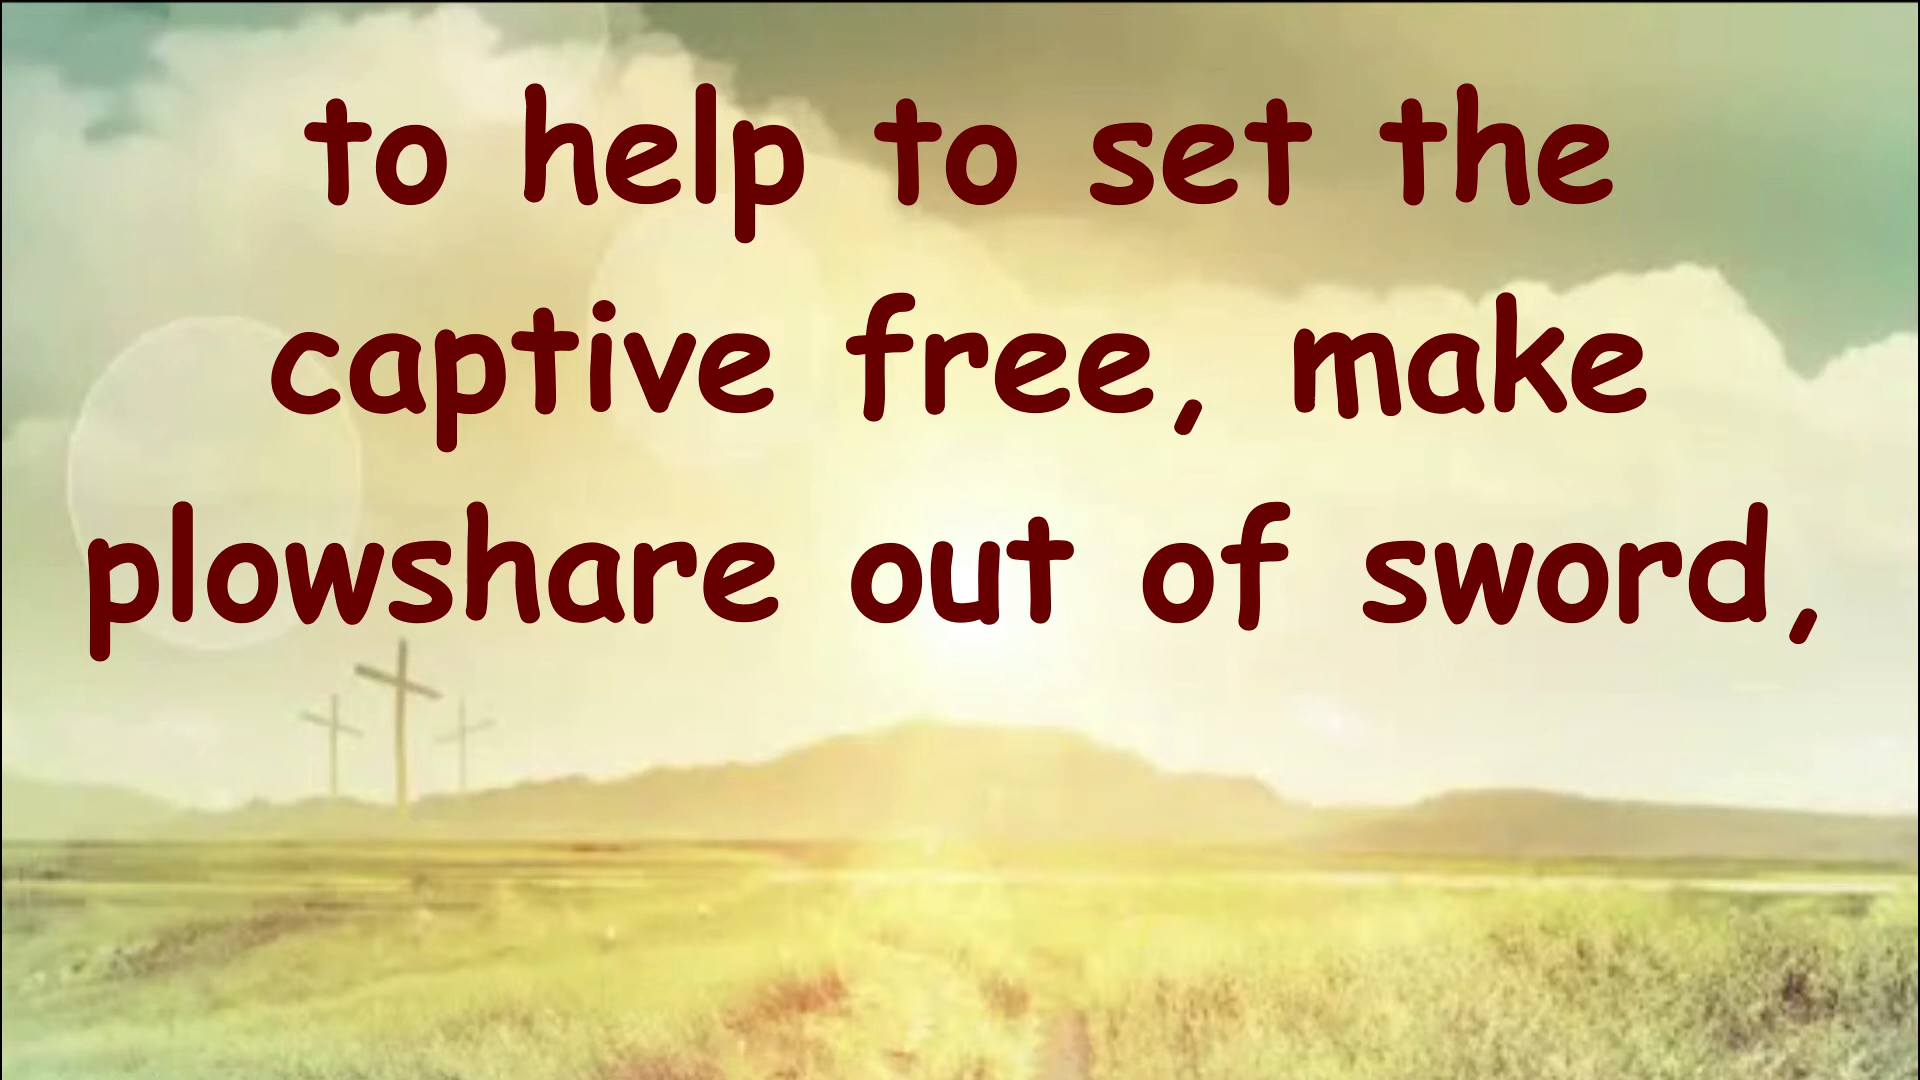 to help to set the
captive free, make
plowshare out of sword,